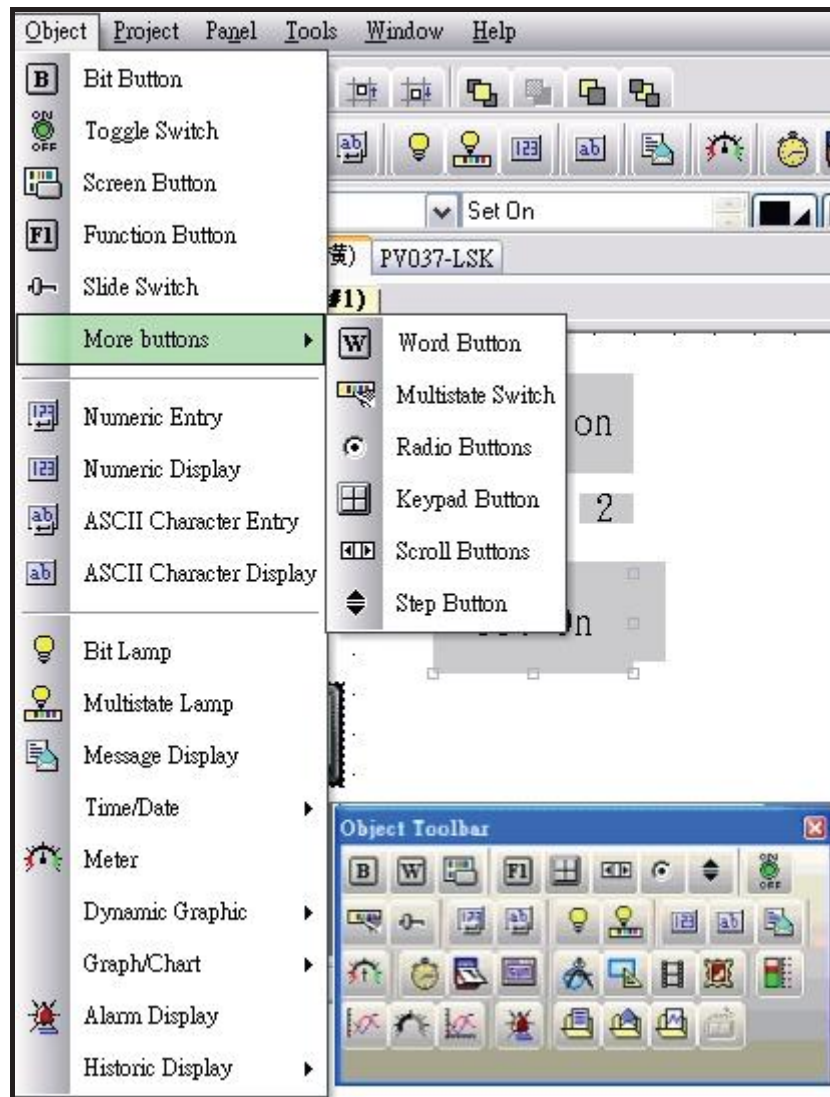 Object Project Panel Tools Window Help
Bit Button
Toggle Switch
Screen Button
Function Button
Slide Switch
More buttons
Numeric Entry
Numeric Display
ASCII Character Entry
ASCII Character Display
Bit Lamp
Multistate Lamp
Message Display
Time/Date
Meter
Dynamic Graphic
Graph/Chart
Alarm Display
Historic Display
Set On
黃) PV037-LSK
#1)
Word Button
Multistate Switch
Radio Buttons
Keypad Button
Scroll Buttons
Step Button
on
2
On
Object Toolbar